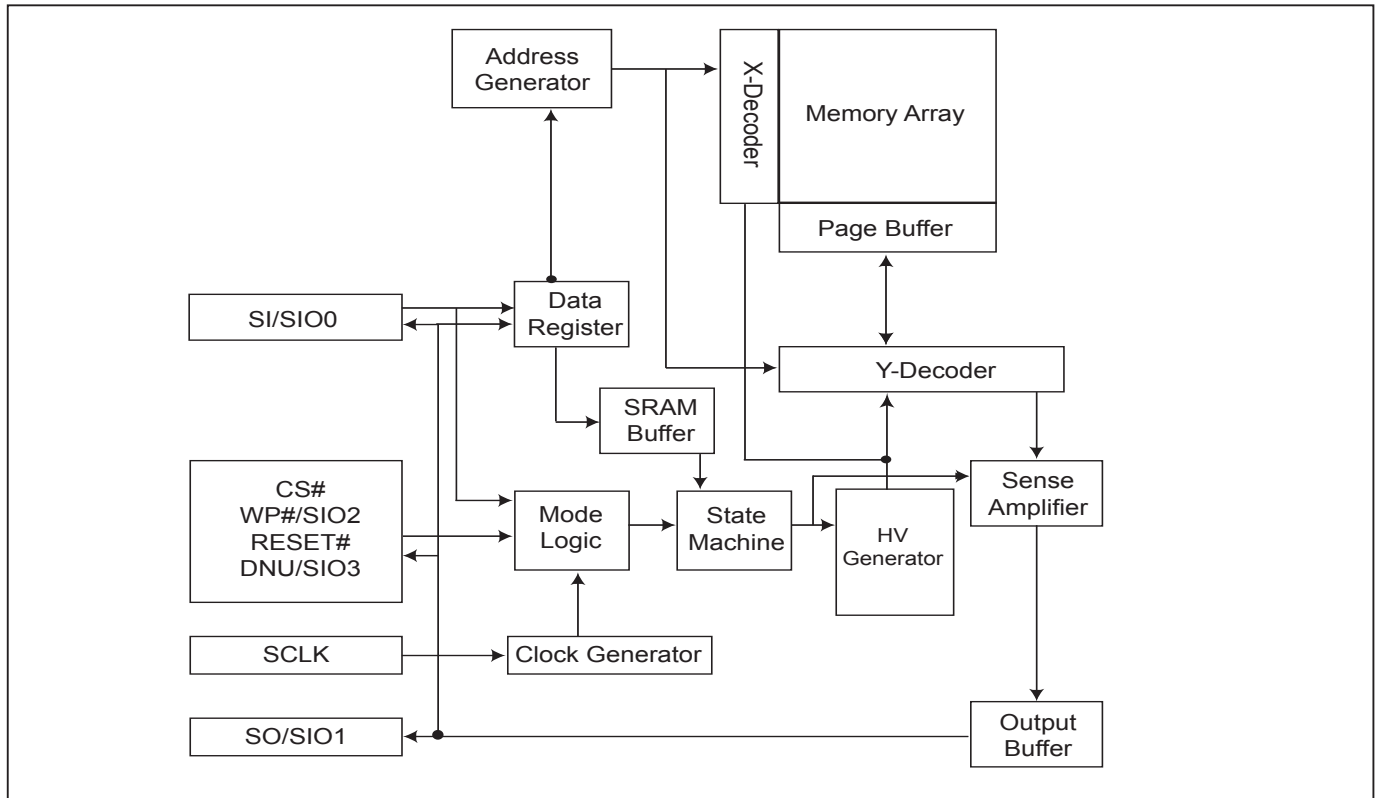 Address
Generator
X-Decoder
Memory Array
Page Buffer
SI/SIO0
Data
Register
Y-Decoder
SRAM
Buffer
CS#
WP#/SIO2
RESET#
DNU/SIO3
Mode
Logic
State
Machine
HV
Generator
Sense
Amplifier
SCLK
Clock Generator
SO/SIO1
Output
Buffer